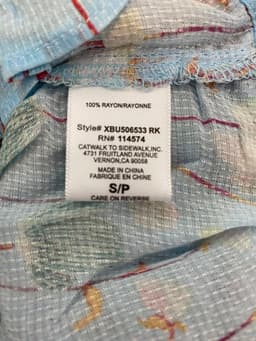 100% RAYON/RAYONNE
Style# XBU506533 RK
RN# 114574
CATWALK TO SIDEWALK,INC.
4731 FRUITLAND AVENUE
VERNON,CA 90058
MADE IN CHINA
FABRIQUE EN CHINE
S/P
CARE ON REVERSE